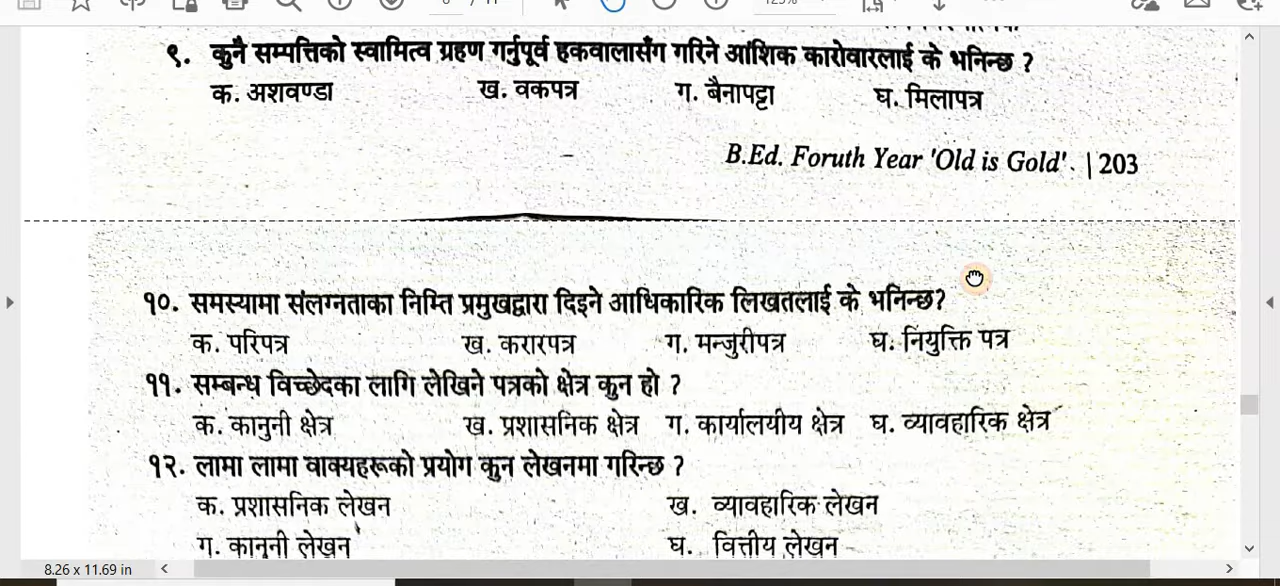 ९. कुनै सम्पत्तिको स्वामित्व ग्रहण गर्नुपूर्व हकवालासँग गरिने आंशिक कारोवारलाई के भनिन्छ ?
क. अशवण्डा ख. वकपत्र ग. बैनापट्टा घ. मिलापत्र
B.Ed. Foruth Year 'Old is Gold'. | 203
१०. समस्यामा संलग्नताका निम्ति प्रमुखद्वारा दिइने आधिकारिक लिखतलाई के भनिन्छ?
क. परिपत्र ख. करारपत्र ग. मन्जुरीपत्र घ. नियुक्ति पत्र
११. सम्बन्ध विच्छेदका लागि लेखिने पत्रको क्षेत्र कुन हो ?
क. कानुनी क्षेत्र ख. प्रशासनिक क्षेत्र ग. कार्यालयीय क्षेत्र घ. व्यावहारिक क्षेत्र
१२. लामा लामा वाक्यहरूको प्रयोग कुन लेखनमा गरिन्छ ?
क. प्रशासनिक लेखन ख. व्यावहारिक लेखन
ग. कानुनी लेखन घ. वित्तीय लेखन
8.26 x 11.69 in